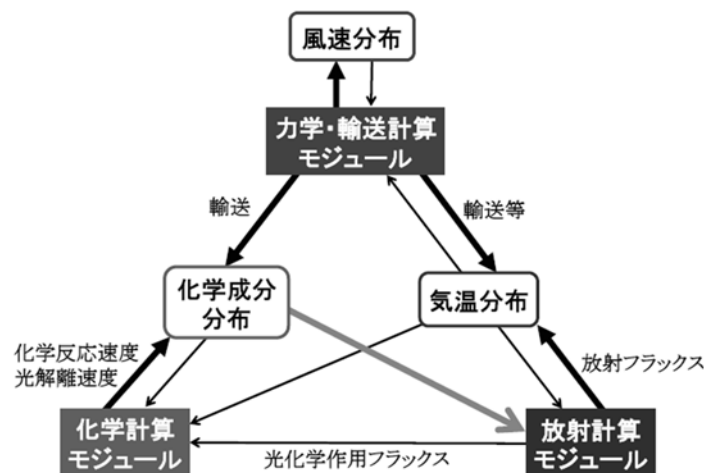 風速分布
力学・輸送計算
モジュール
輸送
輸送等
化学成分
分布
気温分布
化学反応速度
光解離速度
放射フラックス
化学計算
モジュール
光化学作用フラックス
放射計算
モジュール